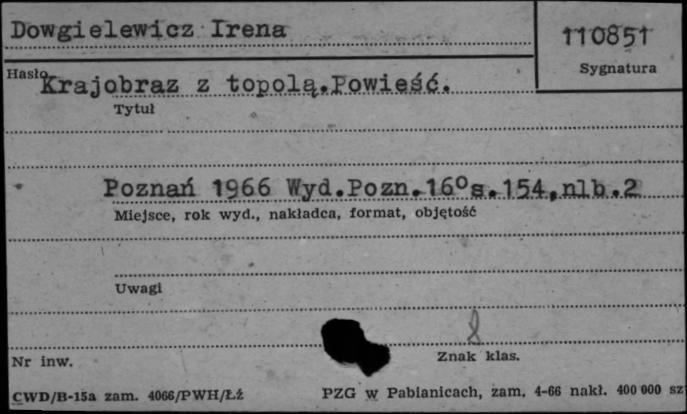 Dowgielewicz Irena
110851
Sygnatura
Hasło
Krajobraz z topolą.Powieść.
Tytuł
Poznań 1966 Wyd.Pozn.16°s.154,nlb.2
Miejsce, rok wyd., nakładca, format, objętość
Uwagi
8
Nr inw.
Znak klas.
CWD/B-15a zam. 4066/PWH/Łż
PZG w Pabianicach, zam. 4-66 nakł. 400 000 szt